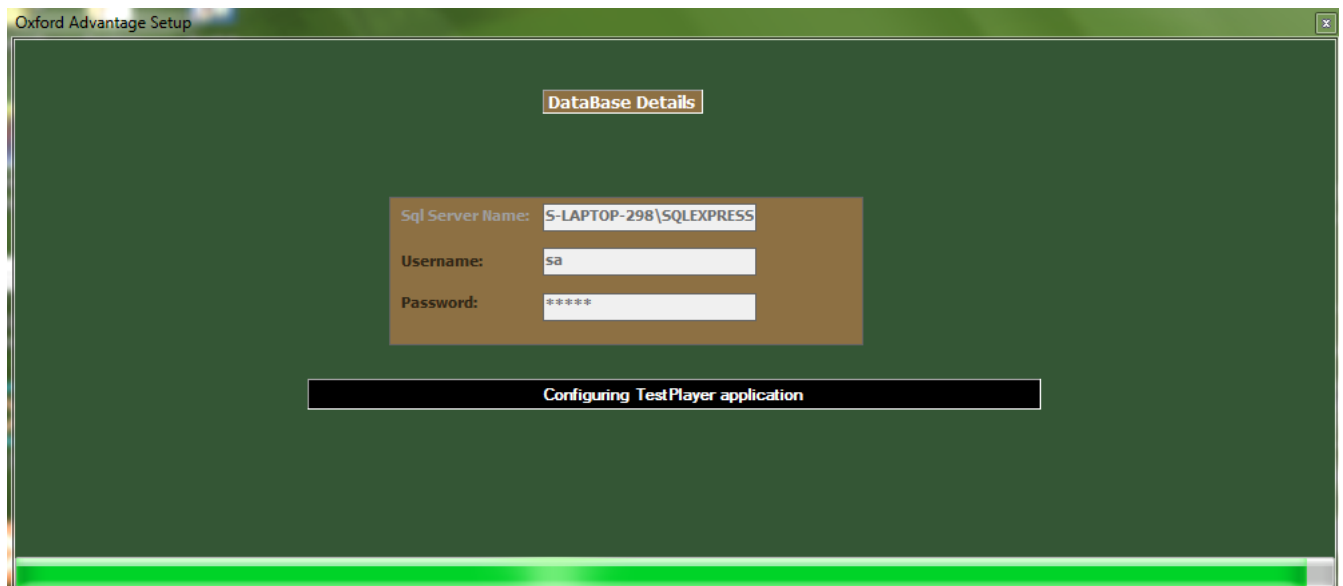 Oxford Advantage Setup
DataBase Details
Sql Server Name: S-LAPTOP-298\SQLEXPRESS
Username: sa
Password: *****
Configuring TestPlayer application